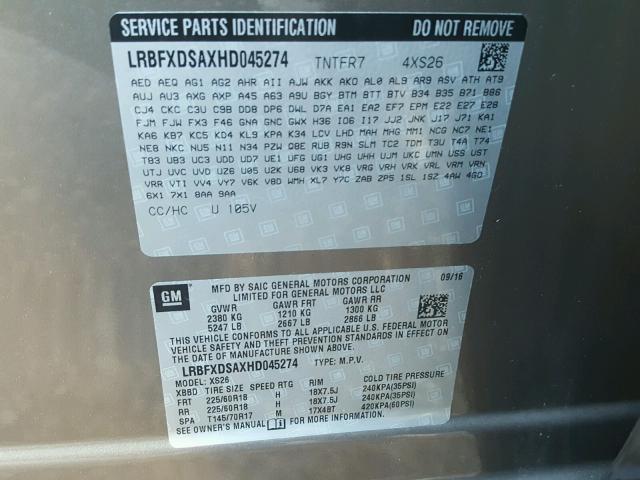 SERVICE PARTS IDENTIFICATION DO NOT REMOVE
LRBFXDSAXHD045274 TNTFR7 4XS26
AED AEQ AG1 AG2 AHR AII AJW AKK AKO AL0 AL9 AR9 ASV ATH AT9
AUJ AU3 AXG AXP A45 A63 A9U BGY BTM BTT BTV B34 B35 B71 B86
CJ4 CKC C3U C9B DD8 DP6 DWL D7A EA1 EA2 EF7 EPM E22 E27 E28
FJM FJW FX3 F46 GNA GNC H36 IO6 I17 JJ2 JNK J17 J71 KA1
KA6 KB7 KC5 KD4 KL9 KPA K34 LCV LHD MAH MHG MM1 NCG NC7 NE1
NE8 NKC NU5 N11 N34 PZW Q8E RUB R9N SLM TC2 TDM T3U T4A T74
TB3 UB3 UC3 UDD UD7 UE1 UFG UG1 UHG UHH UJM UKC UMN USS UST
UTJ UVC UVD UZ6 U05 U2K U68 VK3 VK8 VRG VRH VRK VRL VRM VRN
VRR VT1 VV4 VY7 V6K V8D WMH XL7 Y7C ZAB ZP5 1SL 1SZ 4AW 4GD
6X1 7X1 8AA 9AA
CC/HC U 105V
GM
MFD BY SAIC GENERAL MOTORS CORPORATION 09/16
LIMITED FOR GENERAL MOTORS LLC
GVWR GAWR FRT GAWR RR
2380 KG 1210 KG 1300 KG
5247 LB 2667 LB 2866 LB
THIS VEHICLE CONFORMS TO ALL APPLICABLE U.S. FEDERAL MOTOR
VEHICLE SAFETY AND THEFT PREVENTION STANDARDS IN EFFECT ON
THE DATE OF MANUFACTURE SHOWN ABOVE.
LRBFXDSAXHD045274 TYPE: M.P.V.
MODEL: XS26
XBBD TIRE SIZE SPEED RTG RIM COLD TIRE PRESSURE
FRT 225/60R18 H 18X7.5J 240KPA(35PSI)
RR 225/60R18 H 18X7.5J 240KPA(35PSI)
SPA T145/70R17 M 17X4BT 420KPA(60PSI)
SEE OWNER'S MANUAL FOR MORE INFORMATION